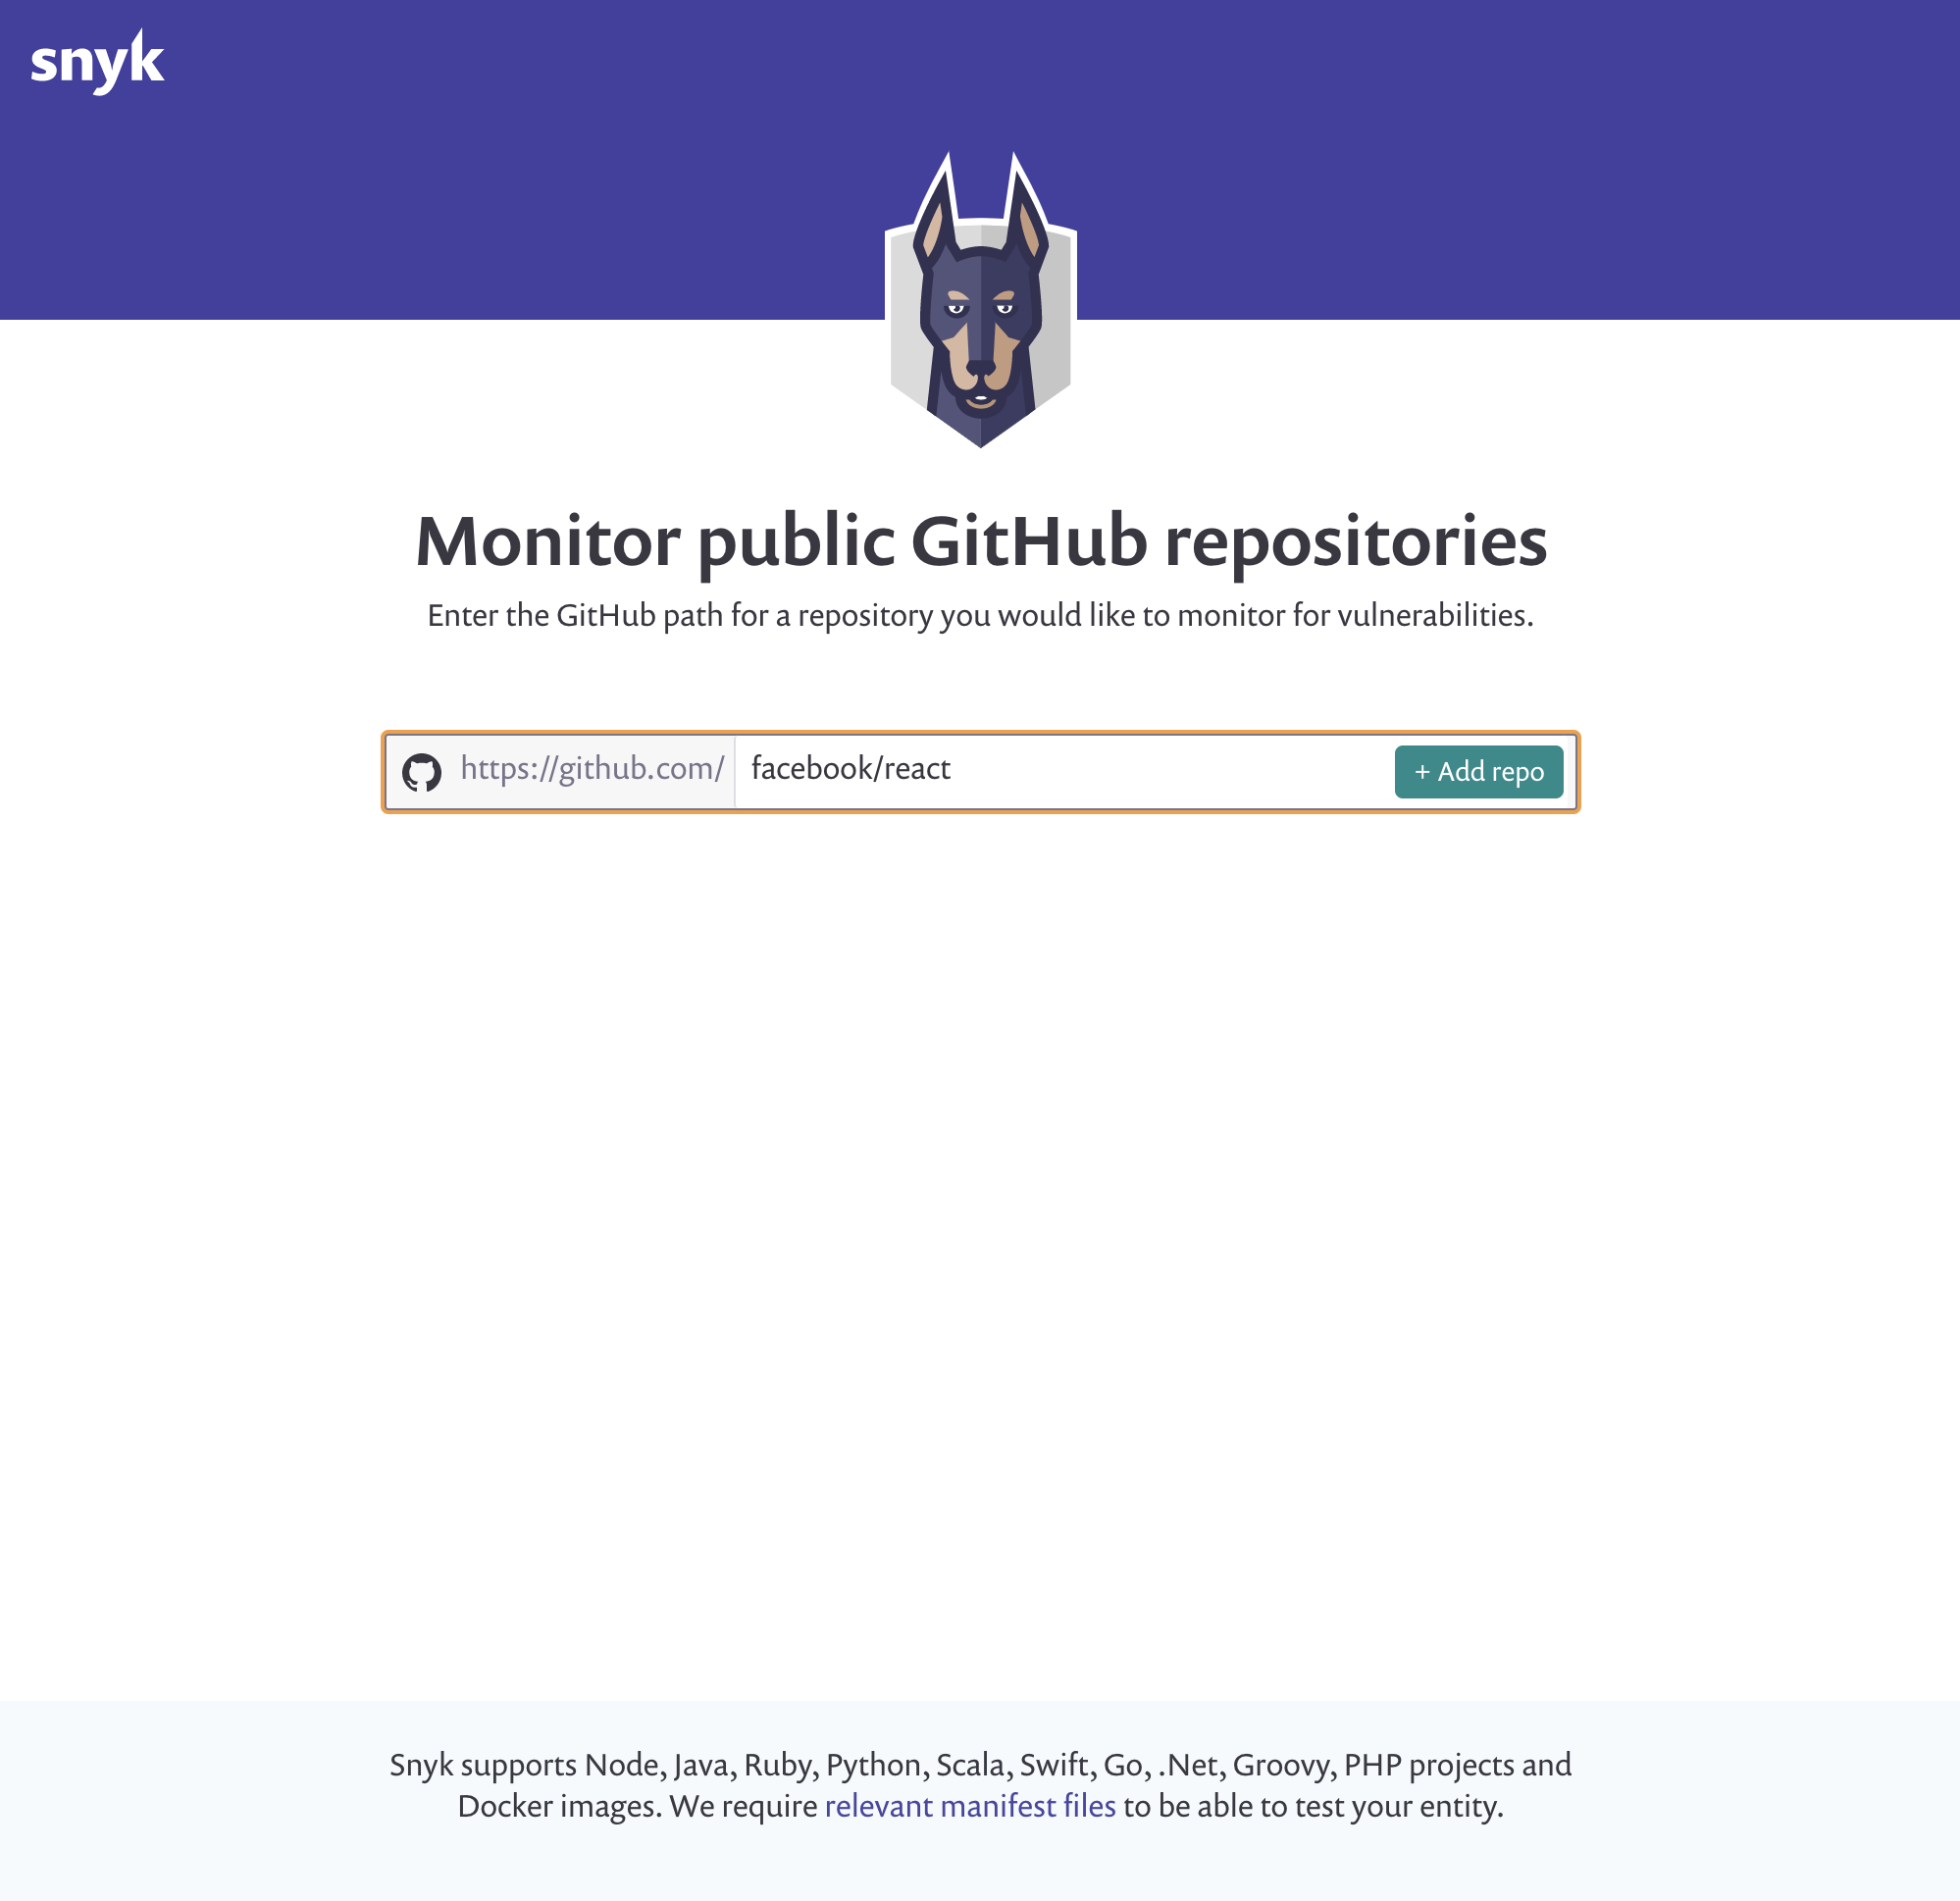 snyk
Monitor public GitHub repositories
Enter the GitHub path for a repository you would like to monitor for vulnerabilities.
https://github.com/ facebook/react + Add repo
Snyk supports Node, Java, Ruby, Python, Scala, Swift, Go, .Net, Groovy, PHP projects and
Docker images. We require relevant manifest files to be able to test your entity.